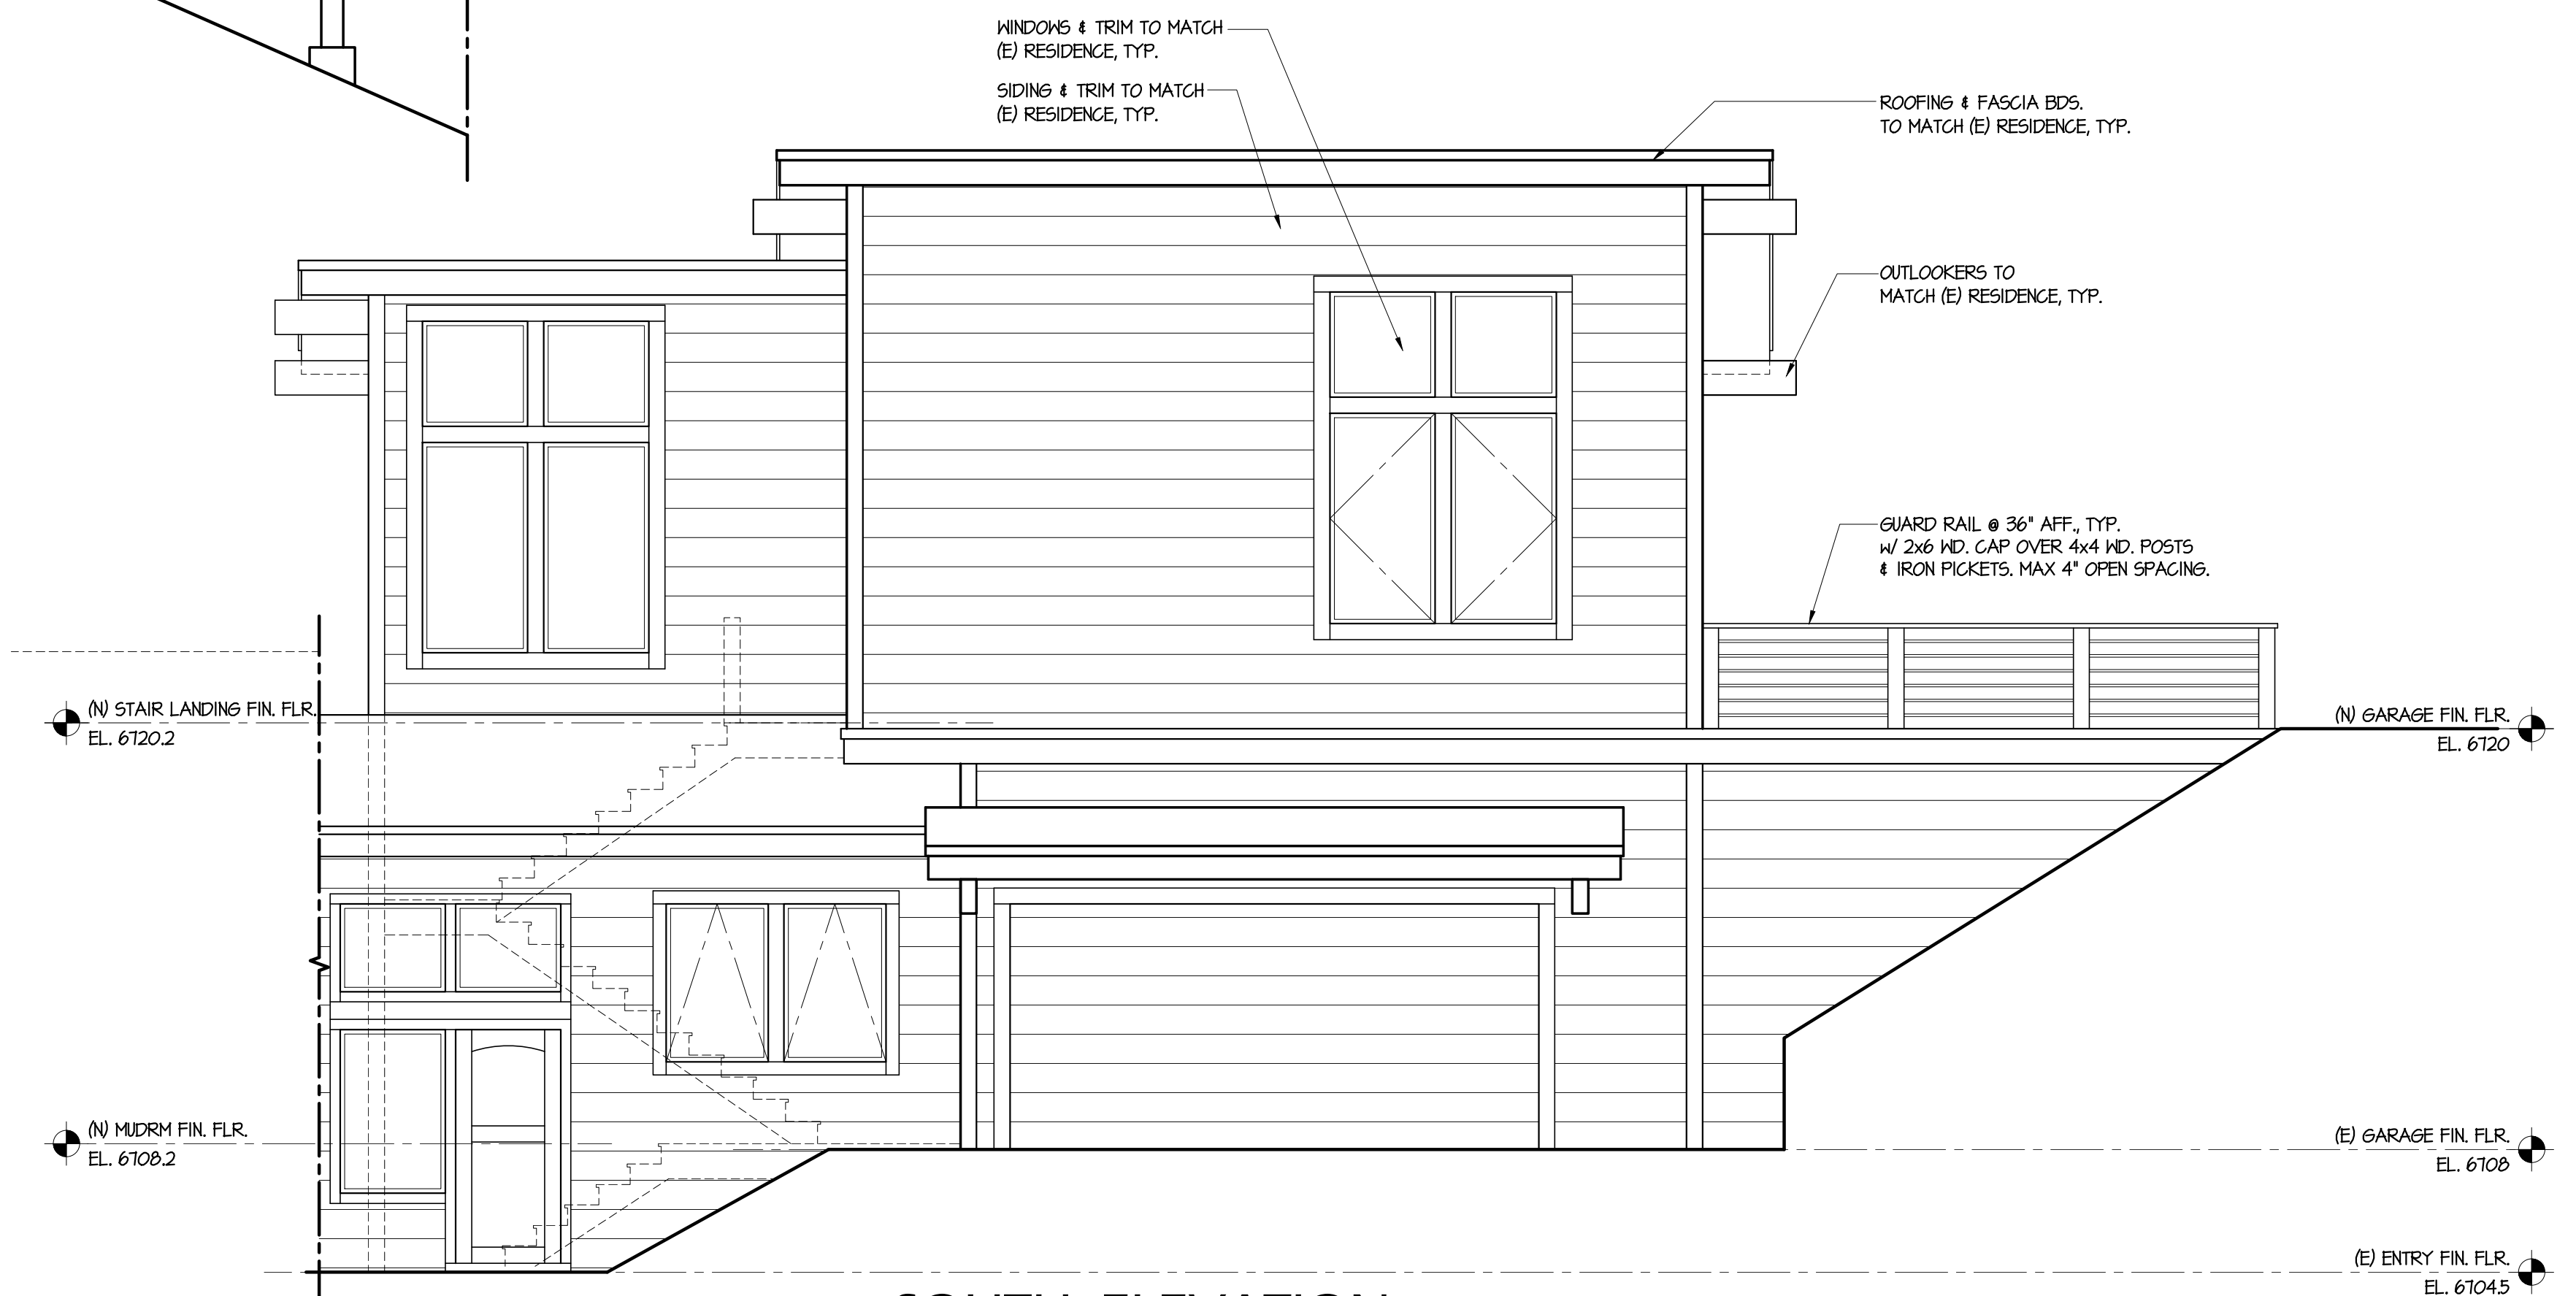 WINDOWS & TRIM TO MATCH
(E) RESIDENCE, TYP.
SIDING & TRIM TO MATCH
(E) RESIDENCE, TYP.
ROOFING & FASCIA BDS.
TO MATCH (E) RESIDENCE, TYP.
OUTLOOKERS TO
MATCH (E) RESIDENCE, TYP.
GUARD RAIL @ 36" AFF., TYP.
W/ 2x6 WD. CAP OVER 4x4 WD. POSTS
& IRON PICKETS. MAX 4" OPEN SPACING.
(N) STAIR LANDING FIN. FLR.
EL. 6720.2
(N) GARAGE FIN. FLR.
EL. 6720
(N) MUDRM FIN. FLR.
EL. 6708.2
(E) GARAGE FIN. FLR.
EL. 6708
(E) ENTRY FIN. FLR.
EL. 6704.5
SOUTH ELEVATION